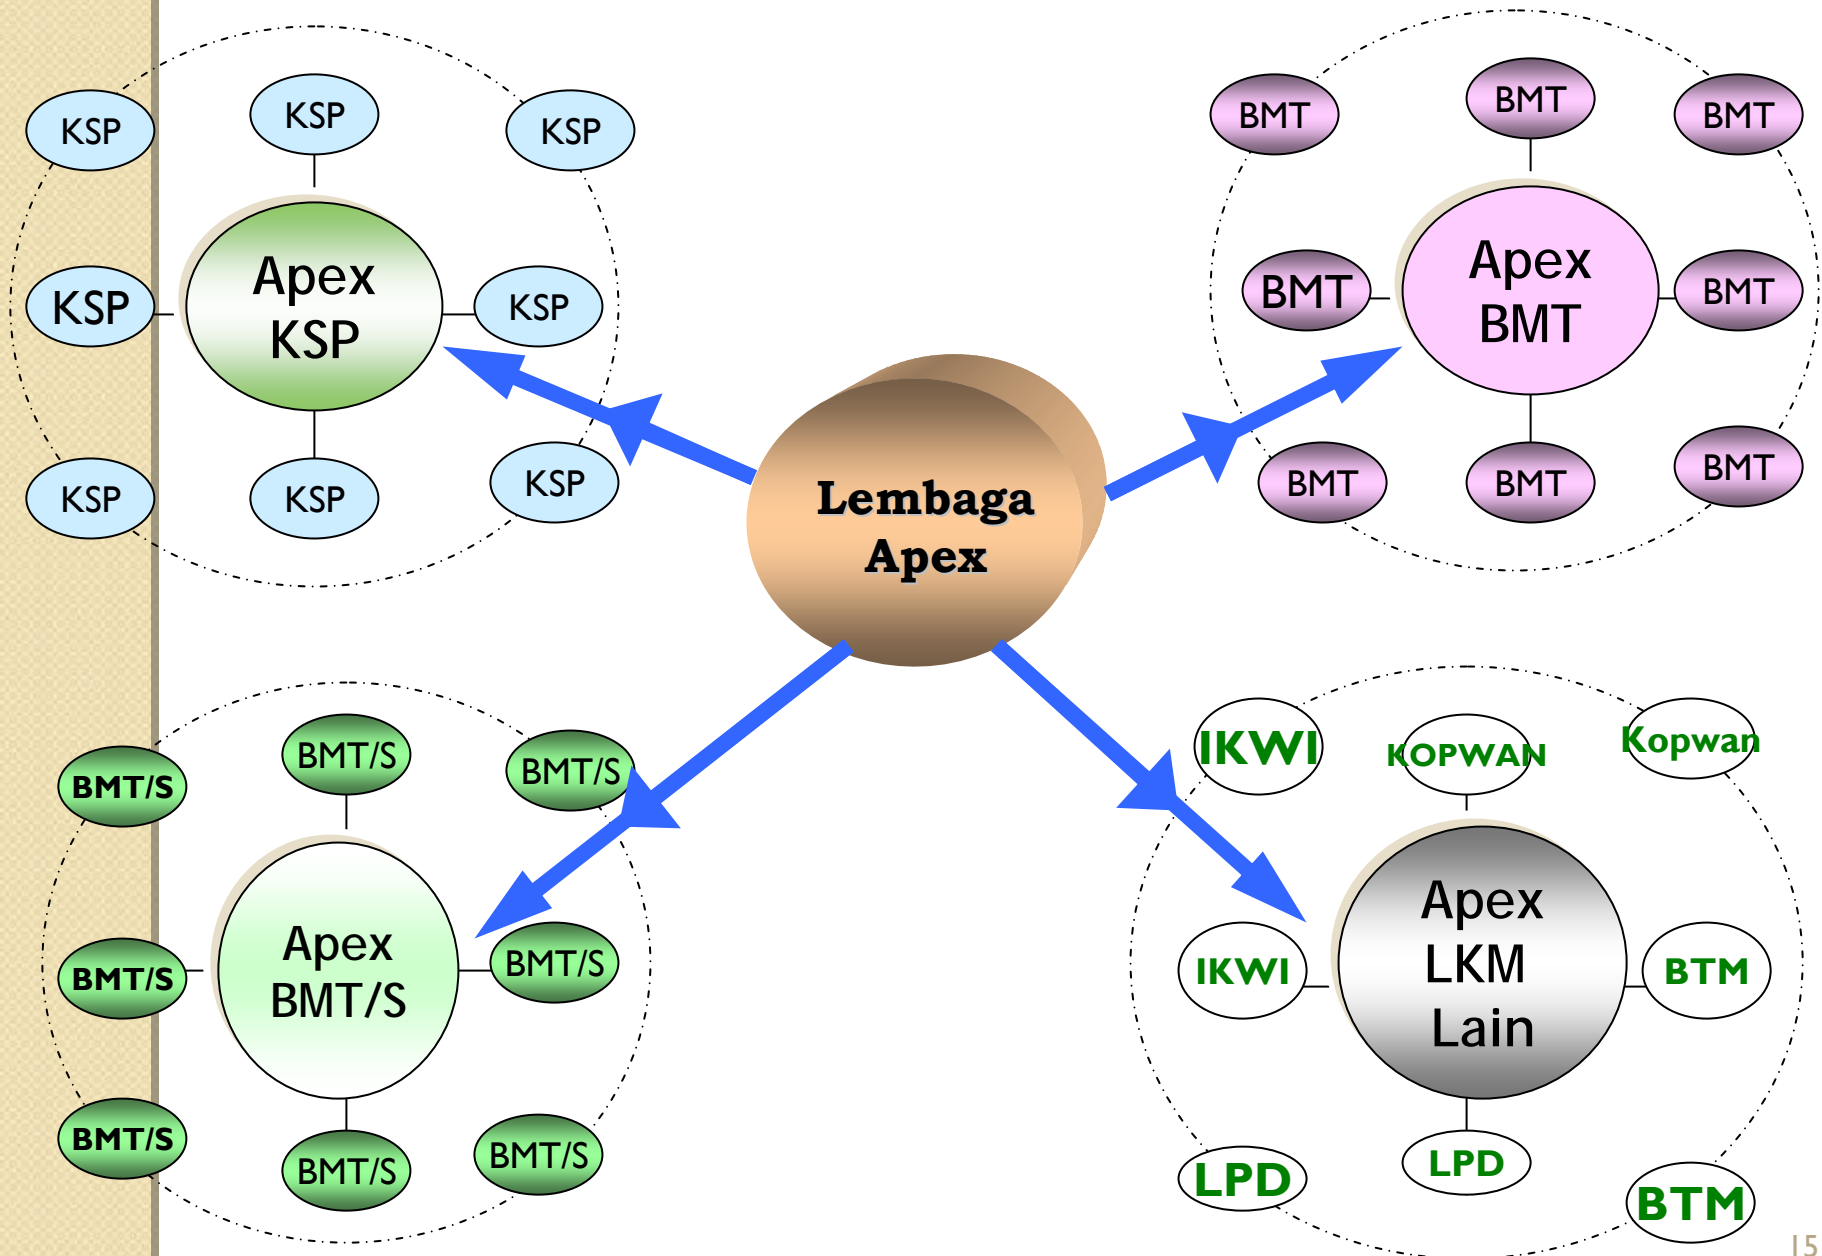 KSP
KSP
KSP
KSP
Apex
KSP
KSP
KSP
KSP
KSP
BMT
BMT
BMT
BMT
Apex
BMT
BMT
BMT
BMT
BMT
Lembaga
Apex
BMT/S
BMT/S
BMT/S
BMT/S
Apex
BMT/S
BMT/S
BMT/S
BMT/S
BMT/S
IKWI
KOPWAN
Kopwan
IKWI
Apex
LKM
Lain
BTM
LPD
LPD
BTM
15